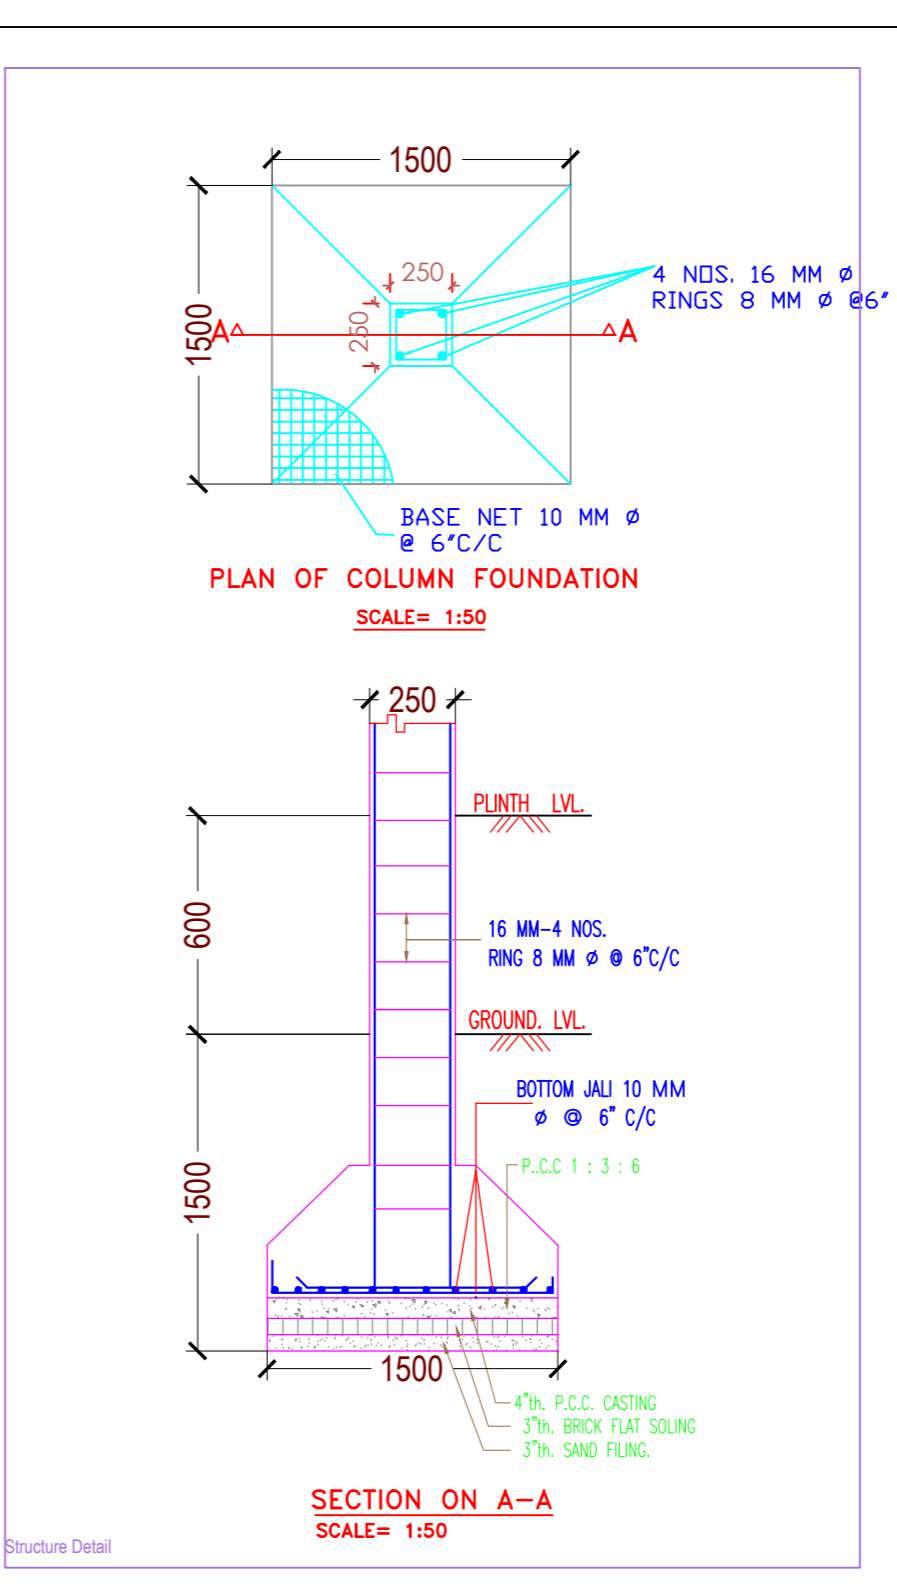 1500
1500
250
250
4 NOS. 16 MM Ø
RINGS 8 MM Ø @6"
A
A
BASE NET 10 MM Ø
@ 6"C/C
PLAN OF COLUMN FOUNDATION
SCALE= 1:50
250
PLINTH LVL.
600
16 MM-4 NOS.
RING 8 MM Ø @ 6"C/C
GROUND. LVL.
BOTTOM JALI 10 MM
Ø @ 6" C/C
P..C.C 1 : 3 : 6
1500
1500
4"th. P.C.C. CASTING
3"th. BRICK FLAT SOLING
3"th. SAND FILING.
SECTION ON A-A
SCALE= 1:50
Structure Detail